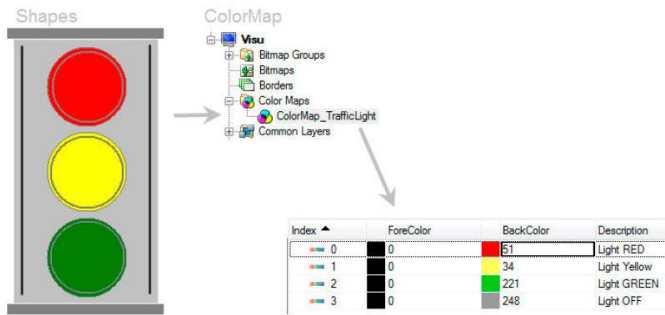 Shapes
ColorMap
Visu
Bitmap Groups
Bitmaps
Borders
Color Maps
ColorMap_TrafficLight
Common Layers
Index ForeColor BackColor Description
0 0 51 Light RED
1 0 34 Light Yellow
2 0 221 Light GREEN
3 0 248 Light OFF